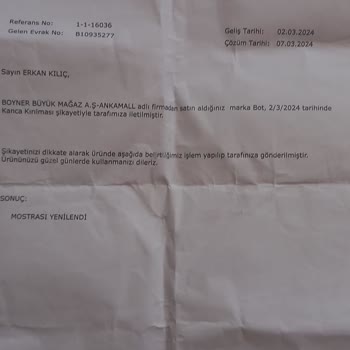 Referans No: 1-1-16036
Gelen Evrak No: B10935277
Geliş Tarihi: 02.03.2024
Çözüm Tarihi: 07.03.2024
Sayın ERKAN KILIÇ,
BOYNER BÜYÜK MAĞAZ A.Ş-ANKAMALL adlı firmadan satın aldığınız marka Bot, 2/3/2024 tarihinde
Kanca Kırılması şikayetiyle tarafımıza iletilmiştir.
Şikayetinizi dikkate alarak üründe aşağıda belirttiğimiz işlem yapılıp tarafınıza gönderilmiştir.
Ürününüzü güzel günlerde kullanmanızı dileriz.
SONUÇ:
MOSTRASI YENİLENDİ